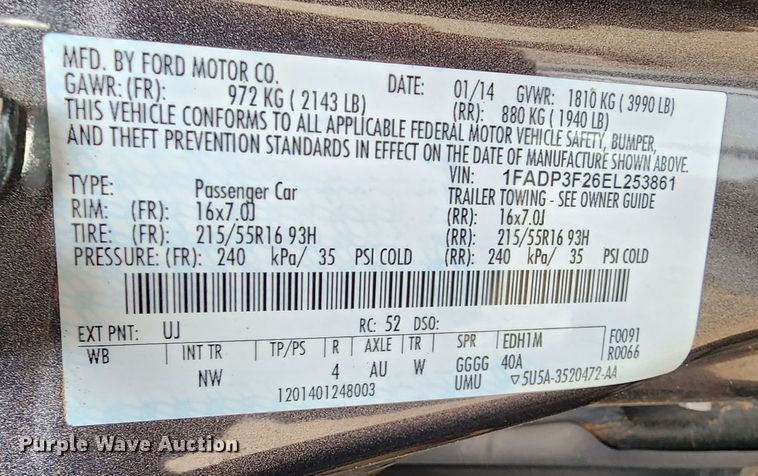 MFD. BY FORD MOTOR CO.
DATE: 01/14 GVWR: 1810 KG ( 3990 LB)
GAWR: (FR): 972 KG ( 2143 LB) (RR): 880 KG ( 1940 LB)
THIS VEHICLE CONFORMS TO ALL APPLICABLE FEDERAL MOTOR VEHICLE SAFETY, BUMPER,
AND THEFT PREVENTION STANDARDS IN EFFECT ON THE DATE OF MANUFACTURE SHOWN ABOVE.
VIN: 1FADP3F26EL253861
TYPE: Passenger Car TRAILER TOWING - SEE OWNER GUIDE
RIM: (FR): 16x7.0J (RR): 16x7.0J
TIRE: (FR): 215/55R16 93H (RR): 215/55R16 93H
PRESSURE: (FR): 240 kPa/ 35 PSI COLD (RR): 240 kPa/ 35 PSI COLD
EXT PNT: UJ RC: 52 DSO: F0091
WB INT TR TP/PS R AXLE TR SPR EDH1M R0066
NW 4 AU W GGGG 40A
1201401248003 UMU ▽5U5A-3520472-AA
Purple Wave Auction